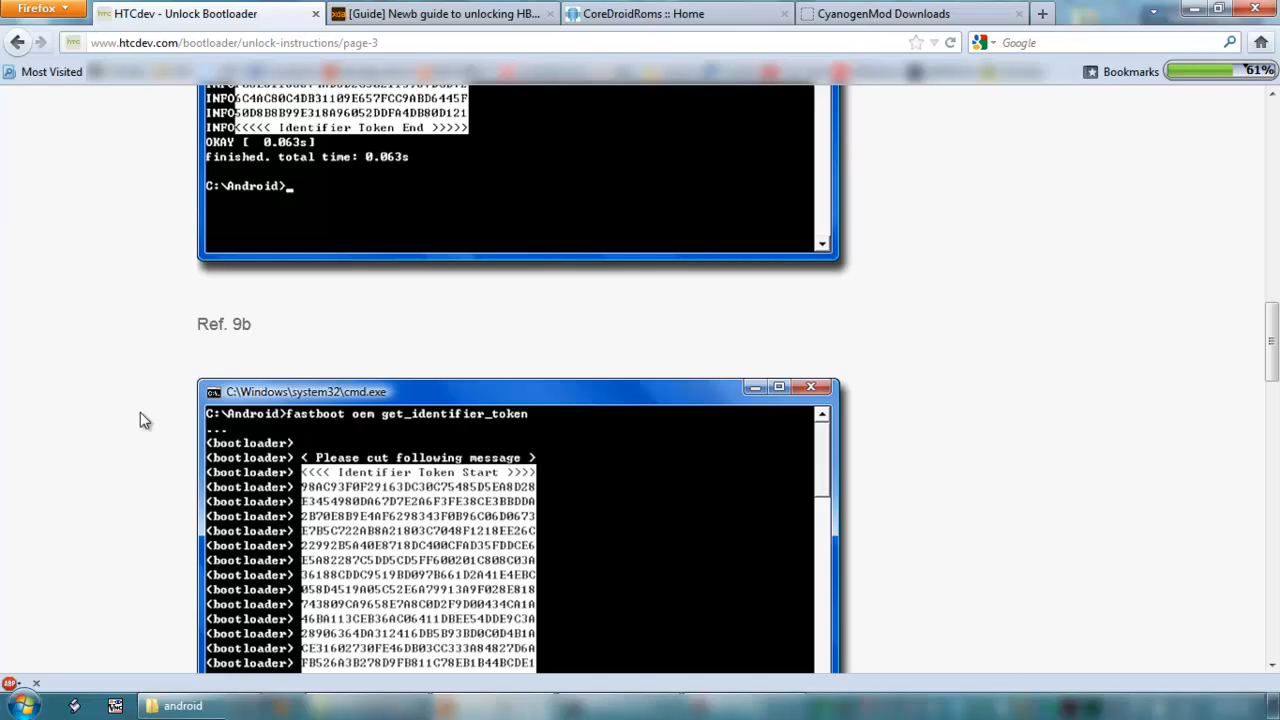 Firefox
HTCdev - Unlock Bootloader
[Guide] Newb guide to unlocking HB...
CoreDroidRoms :: Home
CyanogenMod Downloads
www.htcdev.com/bootloader/unlock-instructions/page-3
Google
Most Visited
Bookmarks
61%
INFO6C4AC80C4DB31109E657FCC9ABD6445F
INFO50D8B8B99E318A96052DDFA4DB80D121
INFO<<<<< Identifier Token End >>>>>
OKAY [ 0.063s]
finished. total time: 0.063s
C:\Android>_
Ref. 9b
C:\Windows\system32\cmd.exe
C:\Android>fastboot oem get_identifier_token
...
<bootloader>
<bootloader> < Please cut following message >
<bootloader> <<<< Identifier Token Start >>>>
<bootloader> 98AC93F0F29163DC30C75485D5EA8D28
<bootloader> E3454980DA67D7E2A6F3FE38CE3BBDDA
<bootloader> 2B70E8B9E4AF6298343F0B96C06D0673
<bootloader> E7B5C722AB8A21803C7048F1218EE26C
<bootloader> 22992B5A40E8718DC400CFAD35FDDCE6
<bootloader> E5A82287C5DD5CD5FF600201C808C03A
<bootloader> 36188CDDC9519BD097B661D2A41E4EBC
<bootloader> 058D4519A05C52E6A79913A9F028E818
<bootloader> 743809CA9658E7A8C0D2F9D00434CA1A
<bootloader> 46BA113CEB36AC06411DBEE54DDE9C3A
<bootloader> 28906364DA312416DB5B93BD0C0D4B1A
<bootloader> CE31602730FE46DB03CC333A84827D6A
<bootloader> FB526A3B278D9FB811C78EB1B44BCDE1
ABP
android